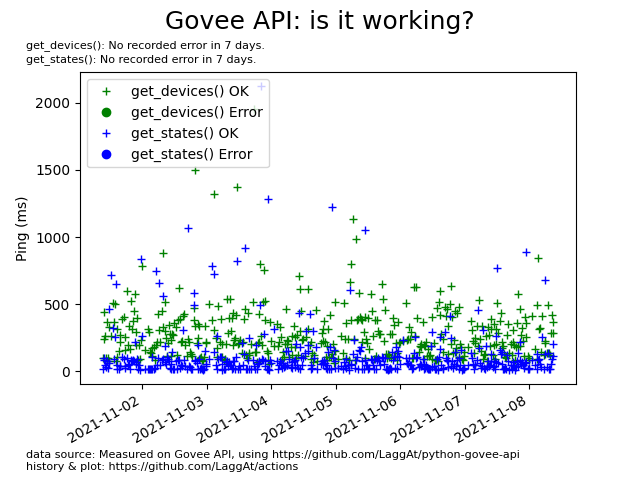 Govee API: is it working?
get_devices(): No recorded error in 7 days.
get_states(): No recorded error in 7 days.
get_devices() OK
get_devices() Error
get_states() OK
get_states() Error
Ping (ms)
2000
1500
1000
500
0
2021-11-02
2021-11-03
2021-11-04
2021-11-05
2021-11-06
2021-11-07
2021-11-08
data source: Measured on Govee API, using https://github.com/LaggAt/python-govee-api
history & plot: https://github.com/LaggAt/actions